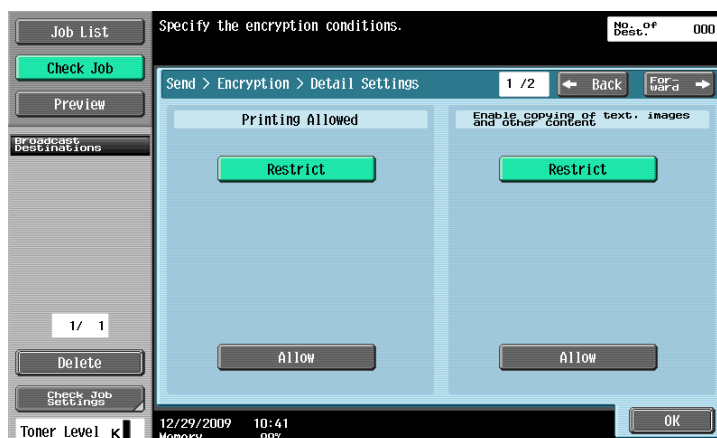 Job List
Check Job
Preview
Broadcast
Destinations
1/ 1
Delete
Check Job
Settings
Toner Level K
Specify the encryption conditions.
No. of
Dest. 000
Send > Encryption > Detail Settings
1 /2
← Back
For-
ward →
Printing Allowed
Restrict
Allow
Enable copying of text, images
and other content
Restrict
Allow
12/29/2009 10:41
Memory 00%
OK